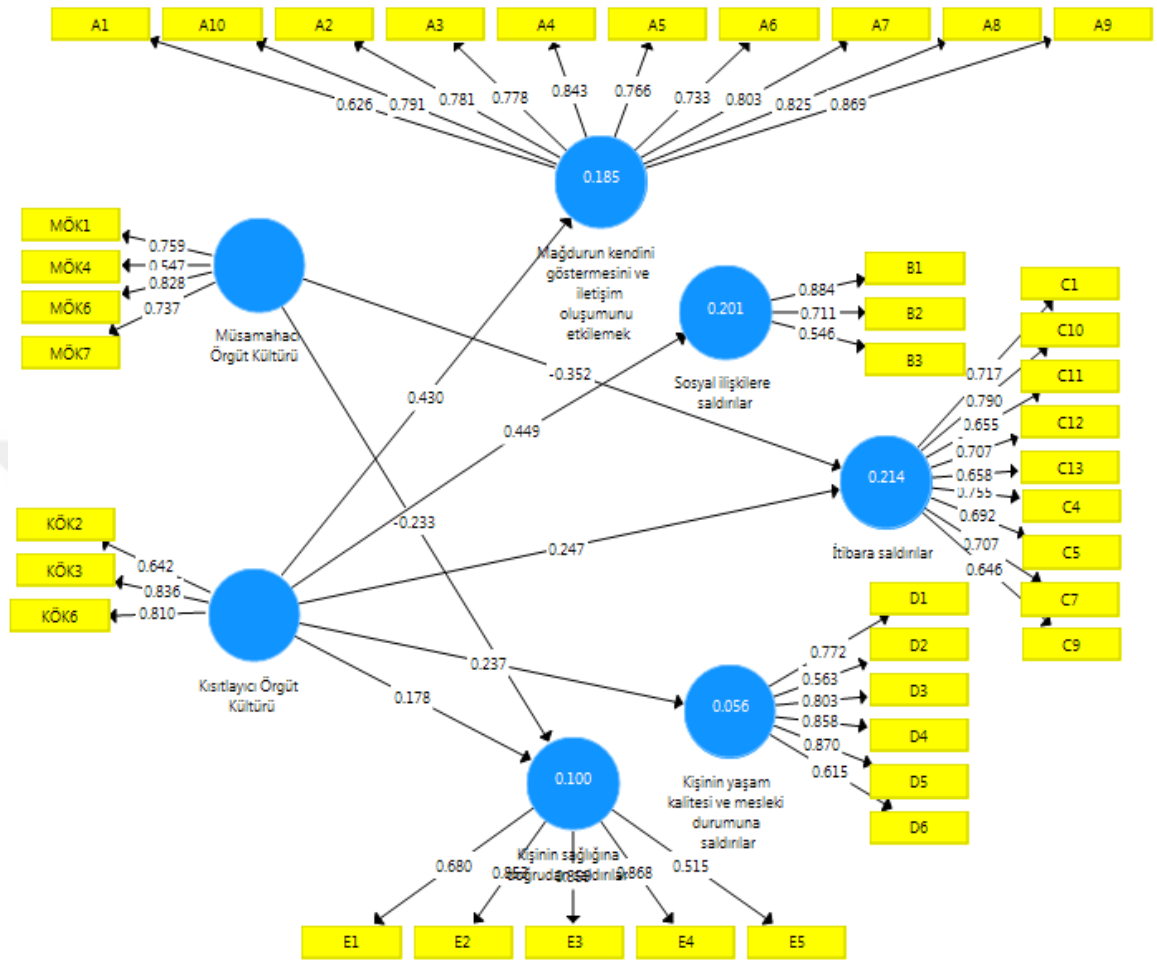 A1 A10 A2 A3 A4 A5 A6 A7 A8 A9
0.626 0.791 0.781 0.778 0.843 0.766 0.733 0.803 0.825 0.869
0.185
Mağdurun kendini
göstermesini ve
iletişim
oluşumunu
etkilemek
MÖK1
MÖK4
MÖK6
MÖK7
0.759
0.547
0.828
0.737
Müsamahacı
Örgüt Kültürü
0.201
Sosyal ilişkilere
saldırılar
0.884
0.711
0.546
B1
B2
B3
-0.352
0.430
0.449
-0.233
0.247
0.237
0.178
0.214
İtibara saldırılar
0.717
0.790
0.655
0.707
0.658
0.755
0.692
0.707
0.646
C1
C10
C11
C12
C13
C4
C5
C7
C9
KÖK2
KÖK3
KÖK6
0.642
0.836
0.810
Kısıtlayıcı Örgüt
Kültürü
0.056
Kişinin yaşam
kalitesi ve mesleki
durumuna
saldırılar
0.772
0.563
0.803
0.858
0.870
0.615
D1
D2
D3
D4
D5
D6
0.100
Kişinin sağlığına
doğrudan saldırılar
0.680 0.868 0.515
E1 E2 E3 E4 E5